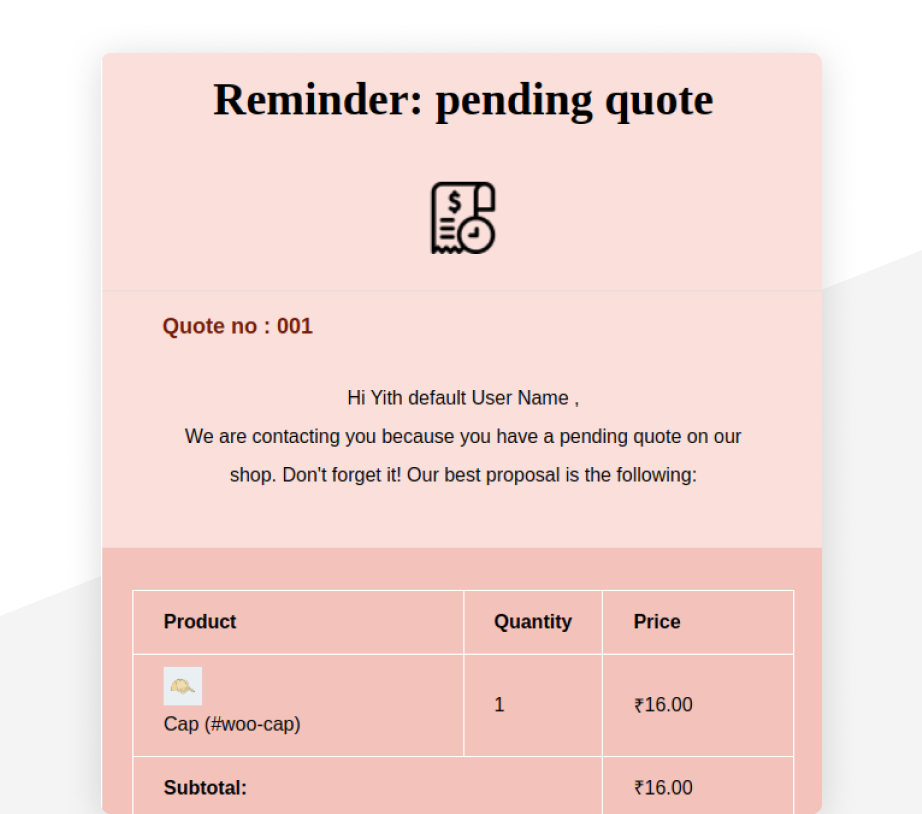 Reminder: pending quote
$
Quote no : 001
Hi Yith default User Name ,
We are contacting you because you have a pending quote on our
shop. Don't forget it! Our best proposal is the following:
Product Quantity Price
Cap (#woo-cap) 1 ₹16.00
Subtotal: ₹16.00